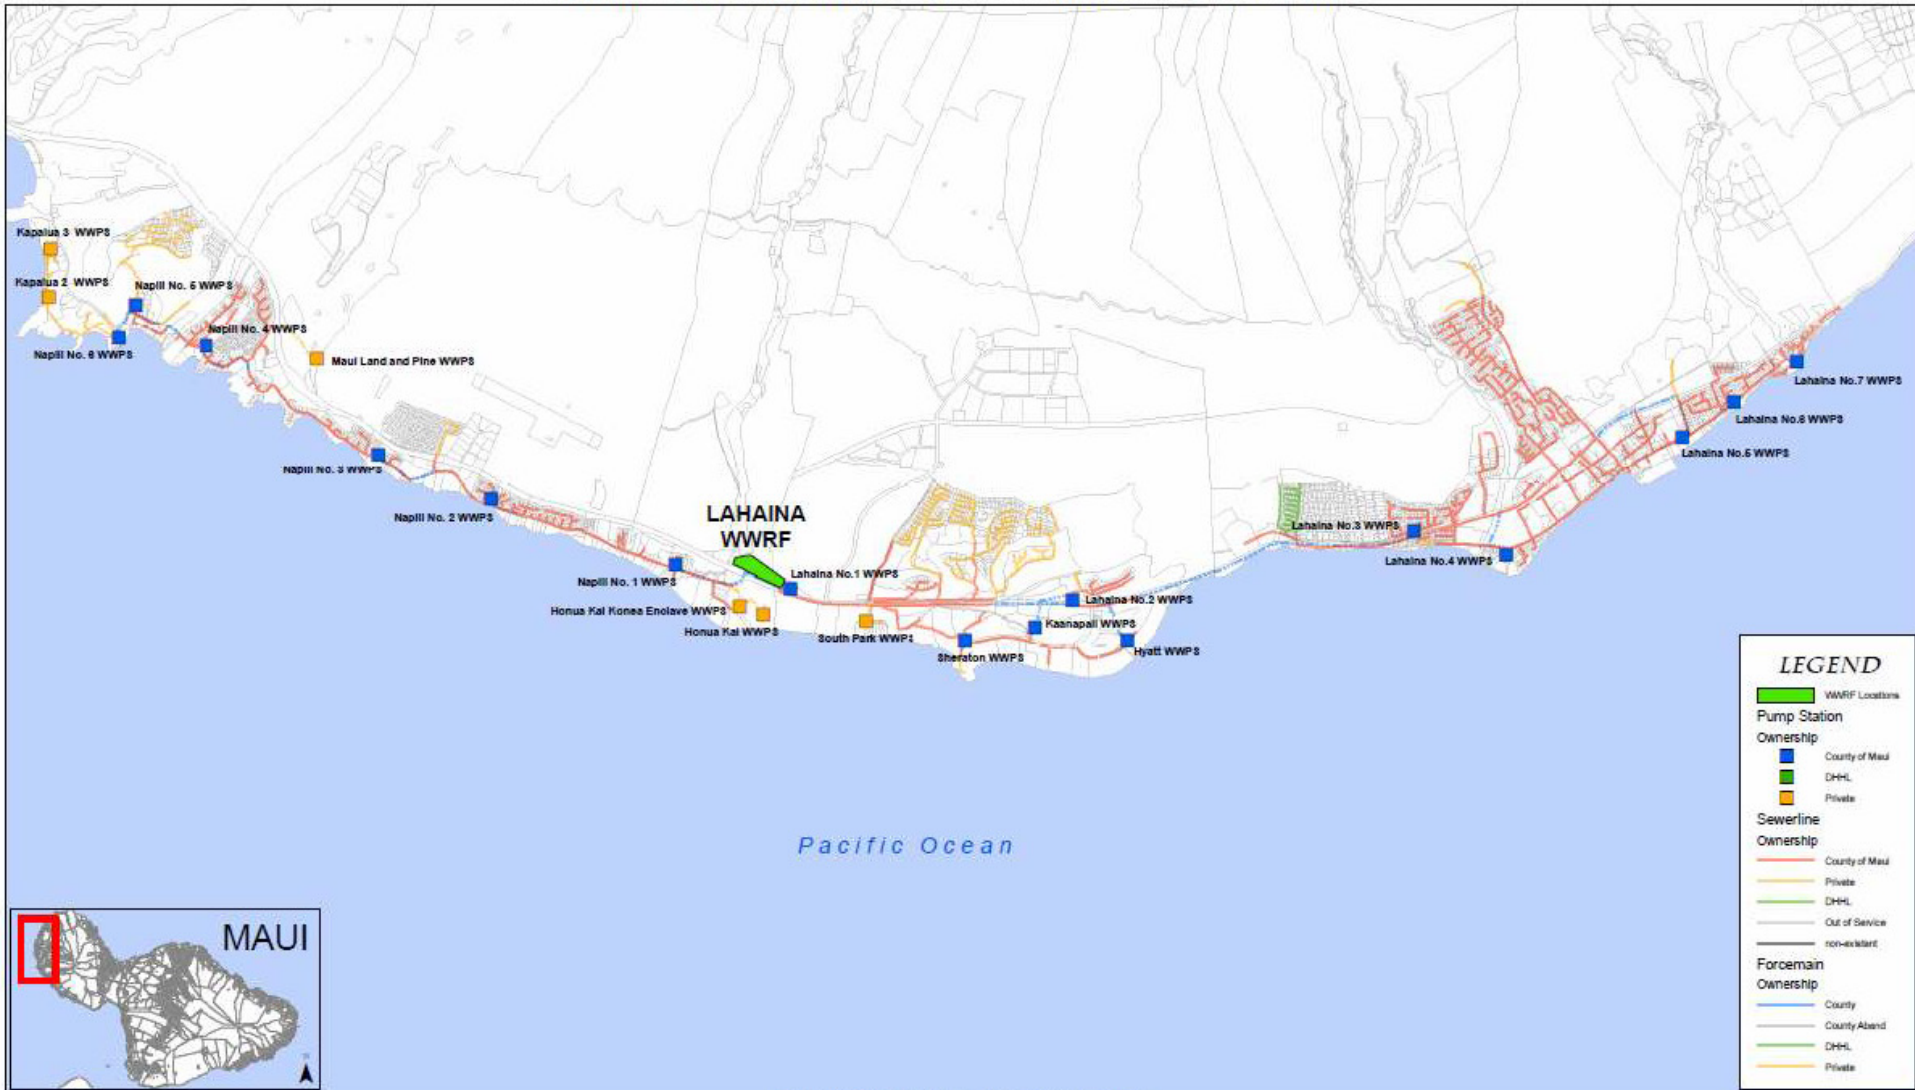 Kapalua 3 WWPS
Kapalua 2 WWPS
Napili No. 5 WWPS
Napili No. 6 WWPS
Napili No. 4 WWPS
Maui Land and Pine WWPS
Napili No. 3 WWPS
Napili No. 2 WWPS
LAHAINA
WWRF
Napili No. 1 WWPS
Lahaina No.1 WWPS
Honua Kai Konea Enclave WWPS
Honua Kai WWPS
South Park WWPS
Sheraton WWPS
Kaanapali WWPS
Lahaina No.2 WWPS
Hyatt WWPS
Lahaina No.3 WWPS
Lahaina No.4 WWPS
Lahaina No.5 WWPS
Lahaina No.6 WWPS
Lahaina No.7 WWPS
Pacific Ocean
MAUI
LEGEND
WWRF Locations
Pump Station
Ownership
County of Maui
DHHL
Private
Sewerline
Ownership
County of Maui
Private
DHHL
Out of Service
non-existent
Forcemain
Ownership
County
County Aband
DHHL
Private